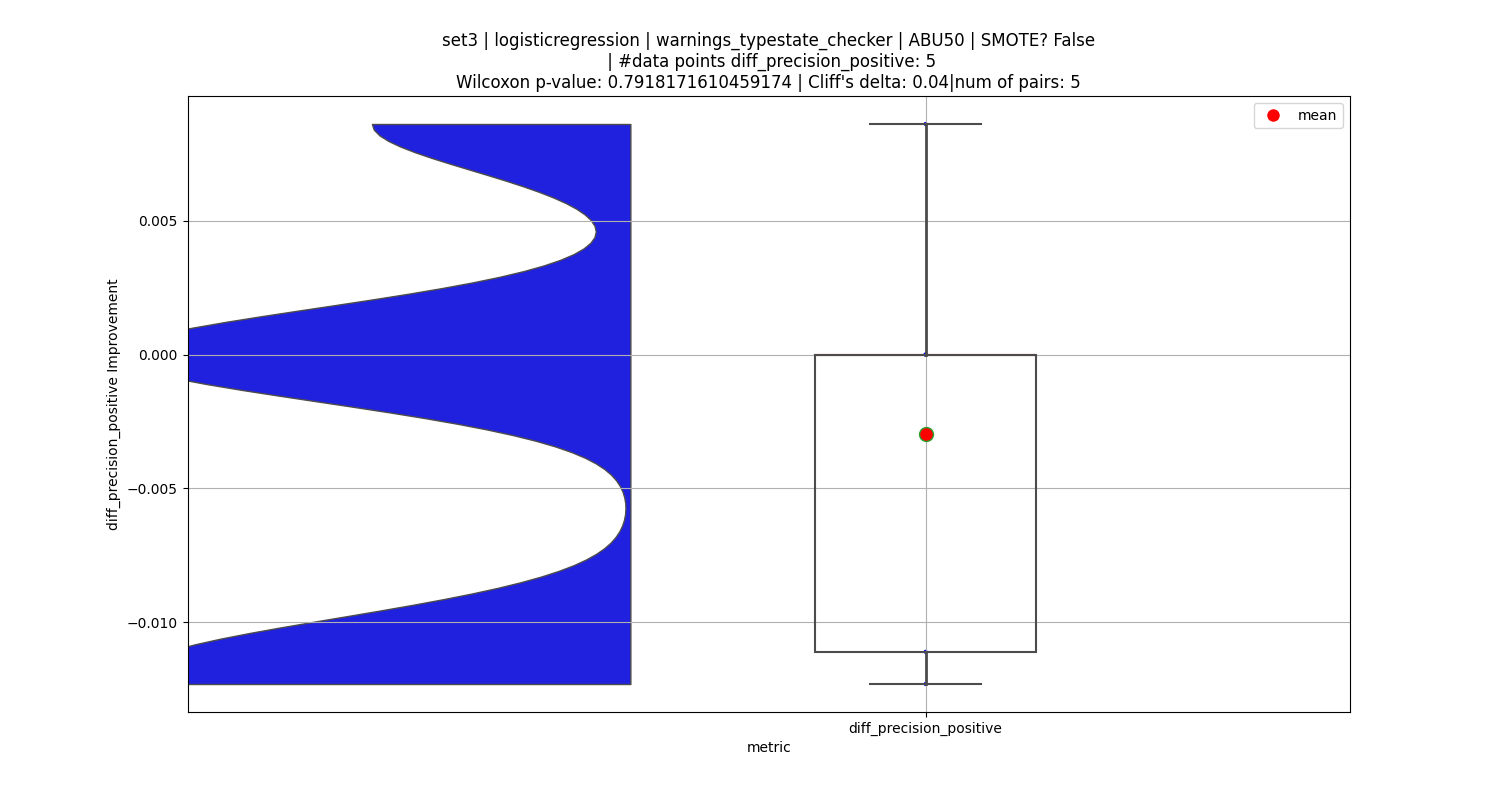 set3 | logisticregression | warnings_typestate_checker | ABU50 | SMOTE? False
| #data points diff_precision_positive: 5
Wilcoxon p-value: 0.7918171610459174 | Cliff's delta: 0.04|num of pairs: 5
mean
0.005
0.000
−0.005
−0.010
diff_precision_positive Improvement
diff_precision_positive
metric